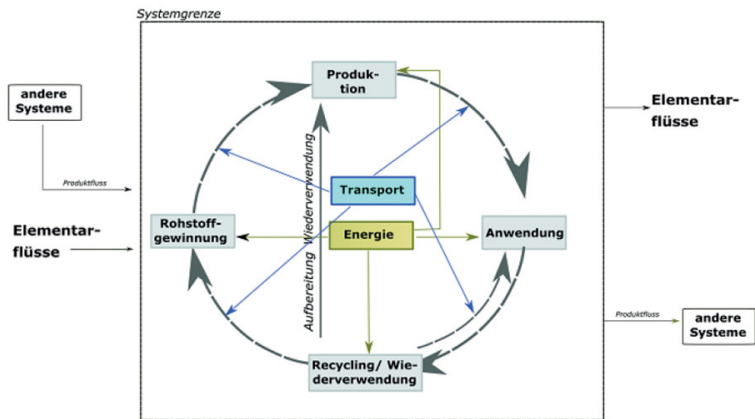 Systemgrenze
Produk-
tion
andere
Systeme
Produktfluss
Elementar-
flüsse
Elementar-
flüsse
Transport
Energie
Rohstoff-
gewinnung
Anwendung
Aufbereitung Wiederverwendung
Recycling/ Wie-
derverwendung
Produktfluss
andere
Systeme